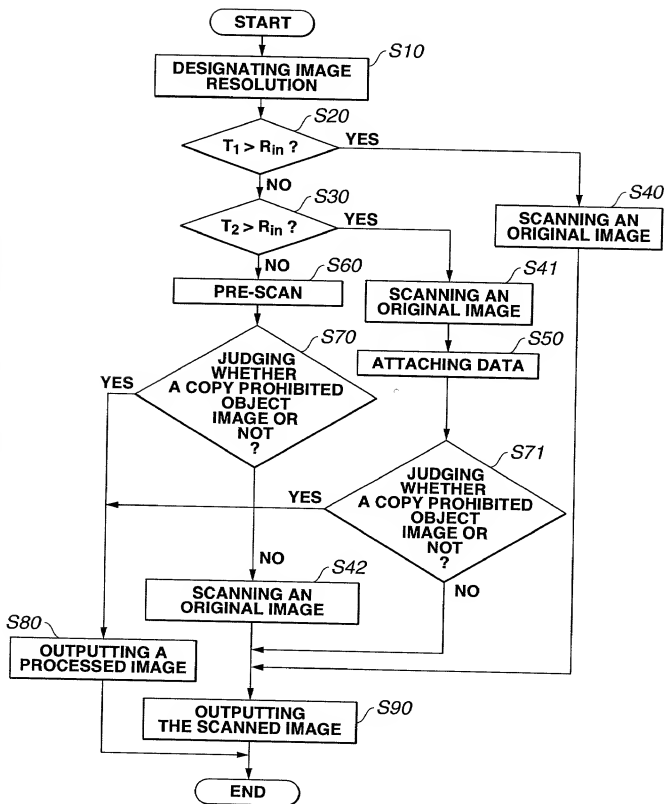 START
S10
DESIGNATING IMAGE
RESOLUTION
S20
T1 > Rin ?
YES
NO
S30
T2 > Rin ?
YES
NO
S40
SCANNING AN
ORIGINAL IMAGE
S60
PRE-SCAN
S41
SCANNING AN
ORIGINAL IMAGE
S50
ATTACHING DATA
S70
JUDGING
WHETHER
A COPY PROHIBITED
OBJECT
IMAGE OR
NOT
?
YES
NO
S71
JUDGING
WHETHER
A COPY PROHIBITED
OBJECT
IMAGE OR
NOT
?
YES
NO
S42
SCANNING AN
ORIGINAL IMAGE
S80
OUTPUTTING A
PROCESSED IMAGE
S90
OUTPUTTING
THE SCANNED IMAGE
END